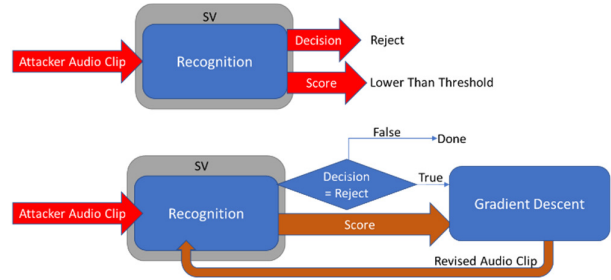 SV
Attacker Audio Clip
Recognition
Decision
Reject
Score
Lower Than Threshold
SV
Attacker Audio Clip
Recognition
False
Done
Decision
= Reject
True
Score
Gradient Descent
Revised Audio Clip